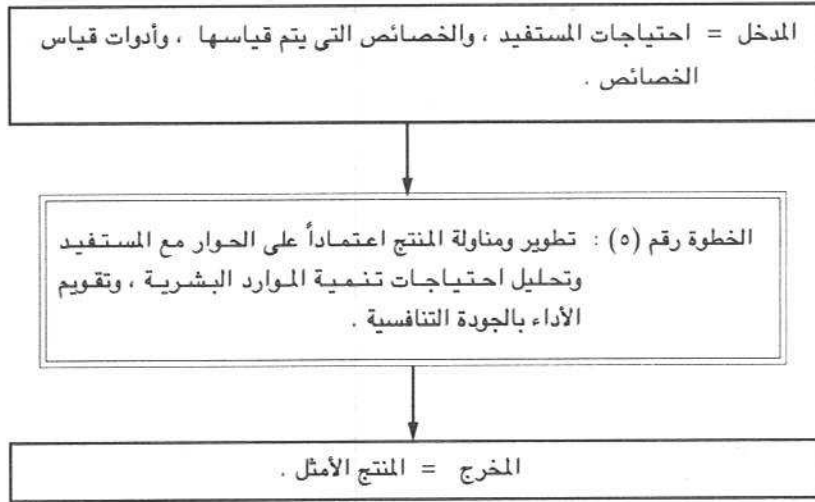 المدخل = احتياجات المستفيد ، والخصائص التى يتم قياسها ، وأدوات قياس
الخصائص .
الخطوة رقم (٥) : تطوير ومناولة المنتج اعتماداً على الحوار مع المستفيد
وتحليل احتياجات تنمية الموارد البشرية ، وتقويم
الأداء بالجودة التنافسية .
المخرج = المنتج الأمثل .